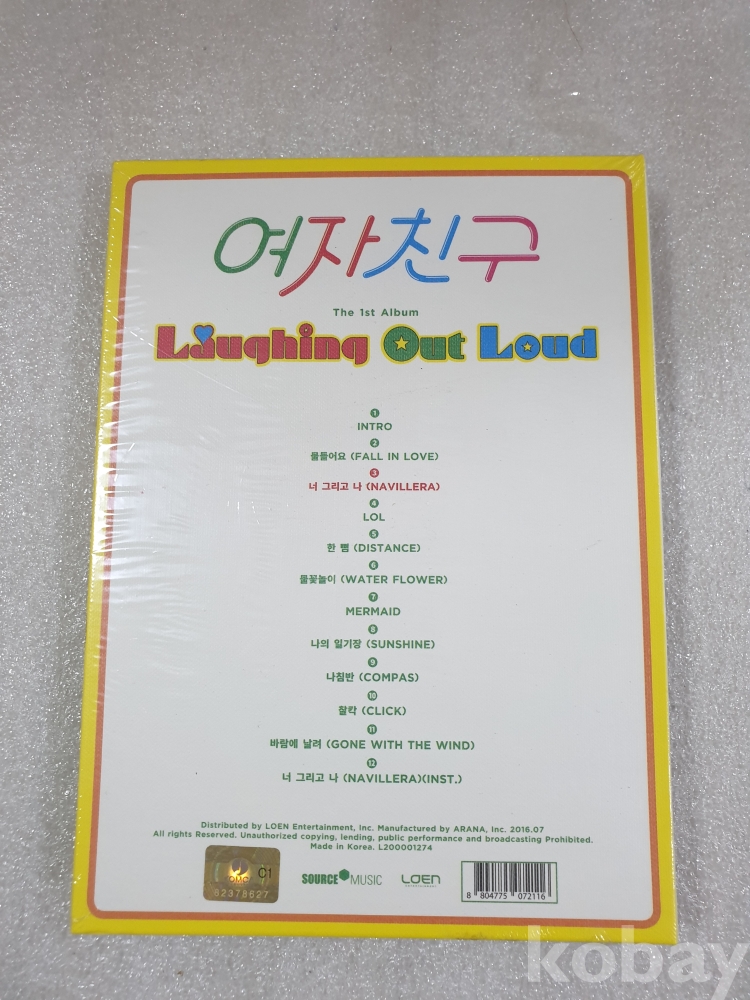 여자친구
The 1st Album
Laughing Out Loud
1
INTRO
2
물들어요 (FALL IN LOVE)
3
너 그리고 나 (NAVILLERA)
4
LOL
5
한 뼘 (DISTANCE)
6
물꽃놀이 (WATER FLOWER)
7
MERMAID
8
나의 일기장 (SUNSHINE)
9
나침반 (COMPAS)
10
찰칵 (CLICK)
11
바람에 날려 (GONE WITH THE WIND)
12
너 그리고 나 (NAVILLERA)(INST.)
Distributed by LOEN Entertainment, Inc. Manufactured by ARANA, Inc. 2016.07
All rights Reserved. Unauthorized copying, lending, public performance and broadcasting Prohibited.
Made in Korea. L200001274
C1
62378627
SOURCE MUSIC
LOEN
ENTERTAINMENT
8 804775 072116
kobay